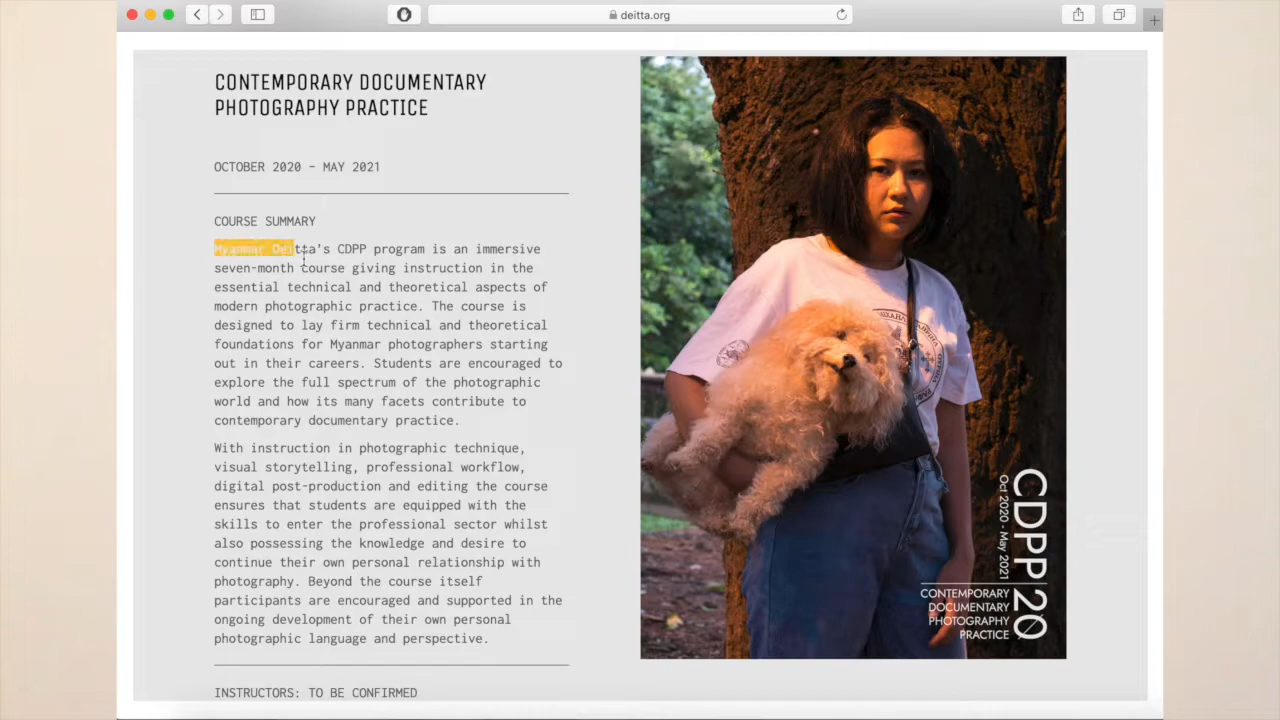 deitta.org
CONTEMPORARY DOCUMENTARY
PHOTOGRAPHY PRACTICE
OCTOBER 2020 – MAY 2021
COURSE SUMMARY
Myanmar Deitta’s CDPP program is an immersive
seven-month course giving instruction in the
essential technical and theoretical aspects of
modern photographic practice. The course is
designed to lay firm technical and theoretical
foundations for Myanmar photographers starting
out in their careers. Students are encouraged to
explore the full spectrum of the photographic
world and how its many facets contribute to
contemporary documentary practice.
With instruction in photographic technique,
visual storytelling, professional workflow,
digital post-production and editing the course
ensures that students are equipped with the
skills to enter the professional sector whilst
also possessing the knowledge and desire to
continue their own personal relationship with
photography. Beyond the course itself
participants are encouraged and supported in the
ongoing development of their own personal
photographic language and perspective.
INSTRUCTORS: TO BE CONFIRMED
CDPP20
Oct 2020 - May 2021
CONTEMPORARY
DOCUMENTARY
PHOTOGRAPHY
PRACTICE